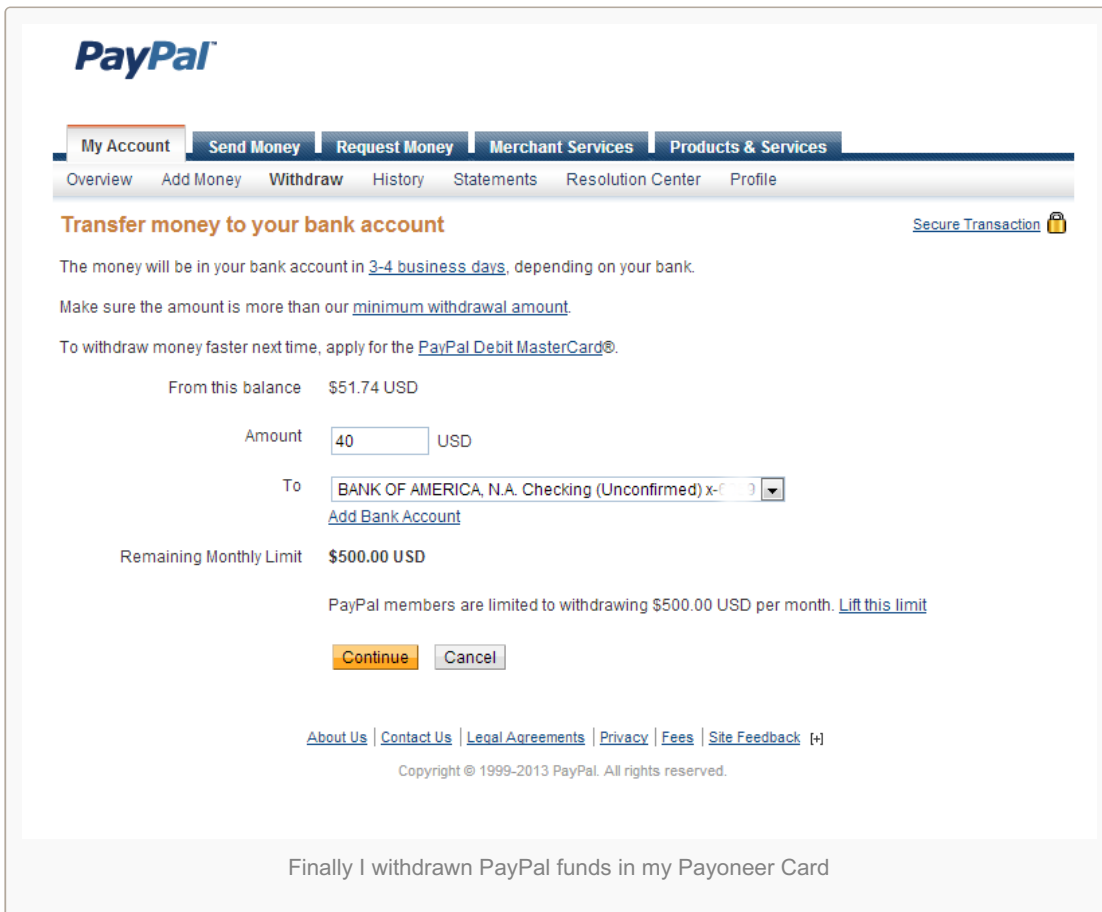 PayPal™
My Account Send Money Request Money Merchant Services Products & Services
Overview Add Money Withdraw History Statements Resolution Center Profile
Transfer money to your bank account Secure Transaction
The money will be in your bank account in 3-4 business days, depending on your bank.
Make sure the amount is more than our minimum withdrawal amount.
To withdraw money faster next time, apply for the PayPal Debit MasterCard®.
From this balance $51.74 USD
Amount 40 USD
To BANK OF AMERICA, N.A. Checking (Unconfirmed)
Add Bank Account
Remaining Monthly Limit $500.00 USD
PayPal members are limited to withdrawing $500.00 USD per month. Lift this limit
Continue Cancel
About Us | Contact Us | Legal Agreements | Privacy | Fees | Site Feedback [+]
Copyright © 1999-2013 PayPal. All rights reserved.
Finally I withdrawn PayPal funds in my Payoneer Card